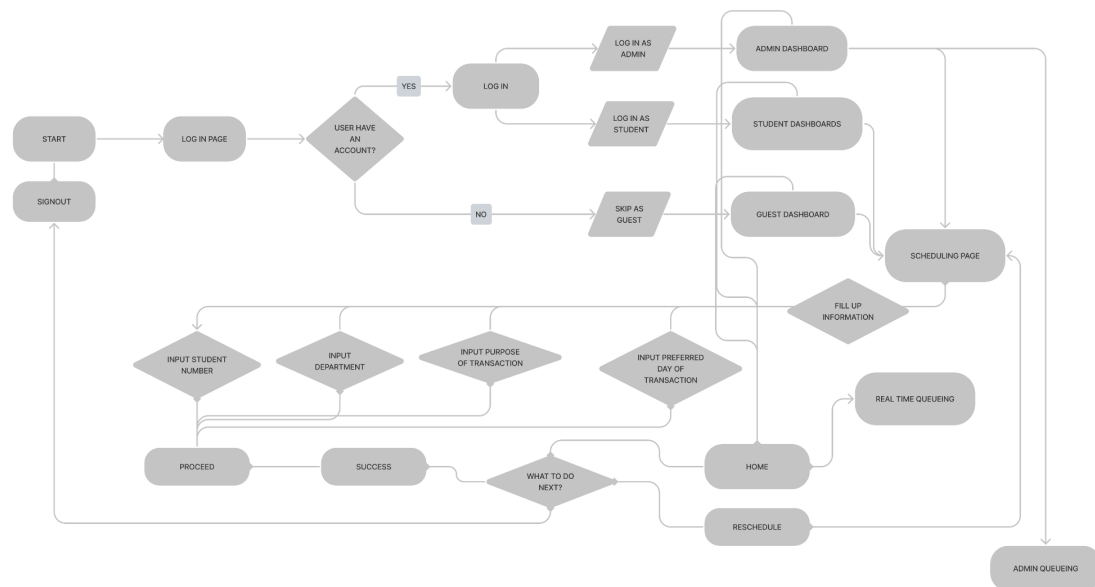 LOG IN AS
ADMIN
ADMIN DASHBOARD
YES
LOG IN
START
LOG IN PAGE
USER HAVE
AN
ACCOUNT?
LOG IN AS
STUDENT
STUDENT DASHBOARDS
SIGNOUT
NO
SKIP AS
GUEST
GUEST DASHBOARD
SCHEDULING PAGE
FILL UP
INFORMATION
INPUT STUDENT
NUMBER
INPUT
DEPARTMENT
INPUT PURPOSE
OF TRANSACTION
INPUT PREFERRED
DAY OF
TRANSACTION
REAL TIME QUEUEING
PROCEED
SUCCESS
WHAT TO DO
NEXT?
HOME
RESCHEDULE
ADMIN QUEUEING